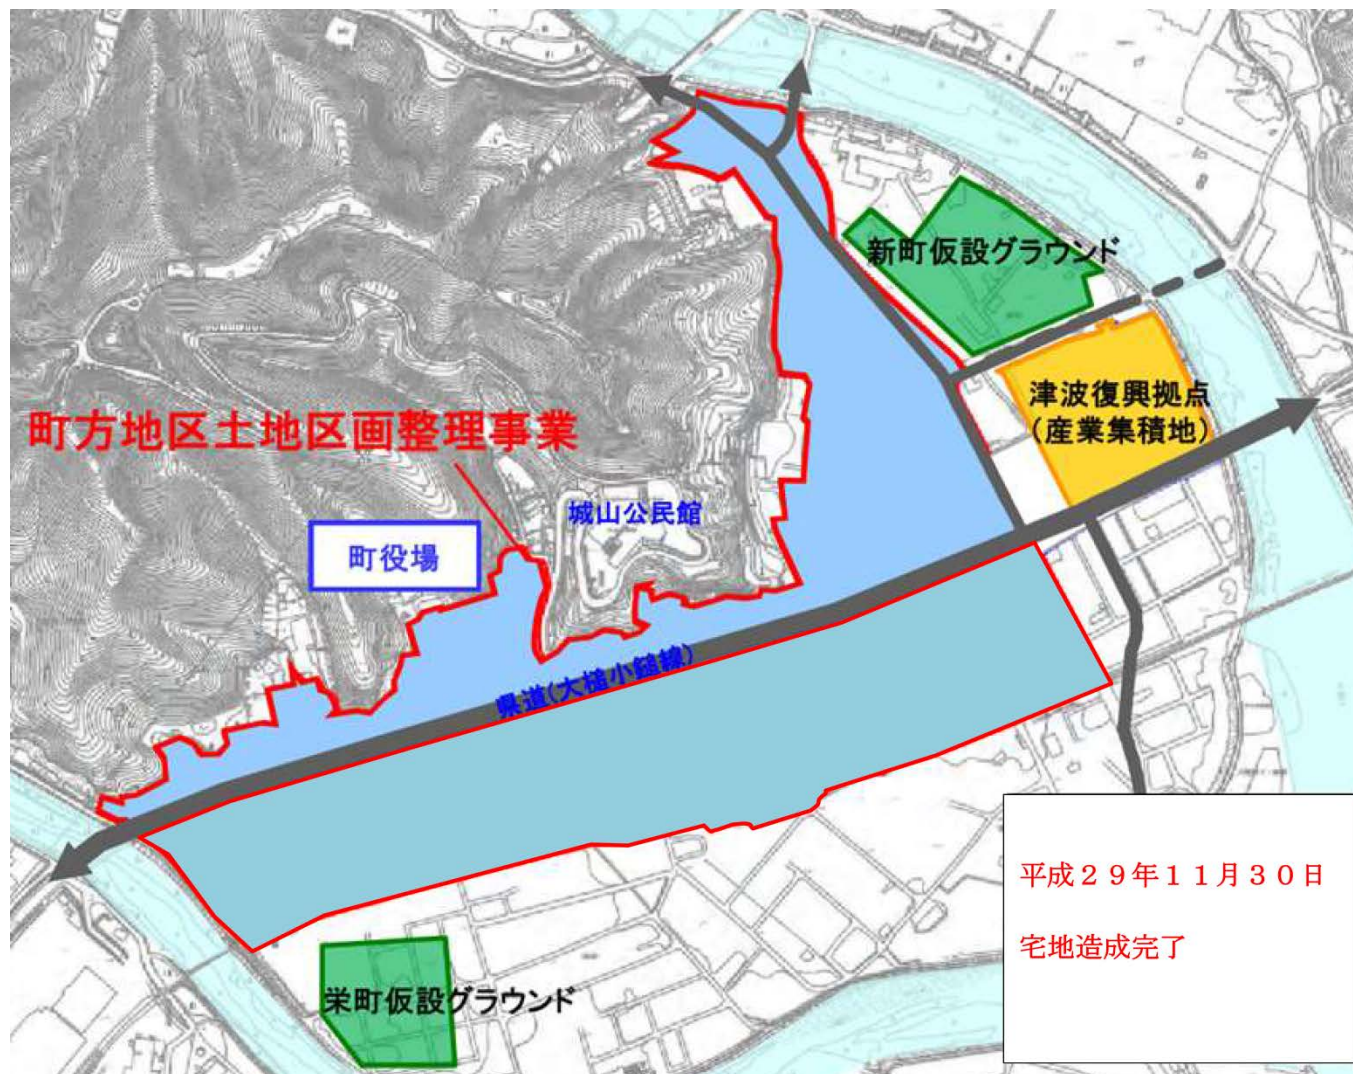 新町仮設グラウンド
津波復興拠点
（産業集積地）
町方地区土地区画整理事業
城山公民館
町役場
県道(大槌小鎚線)
平成２９年１１月３０日
宅地造成完了
栄町仮設グラウンド